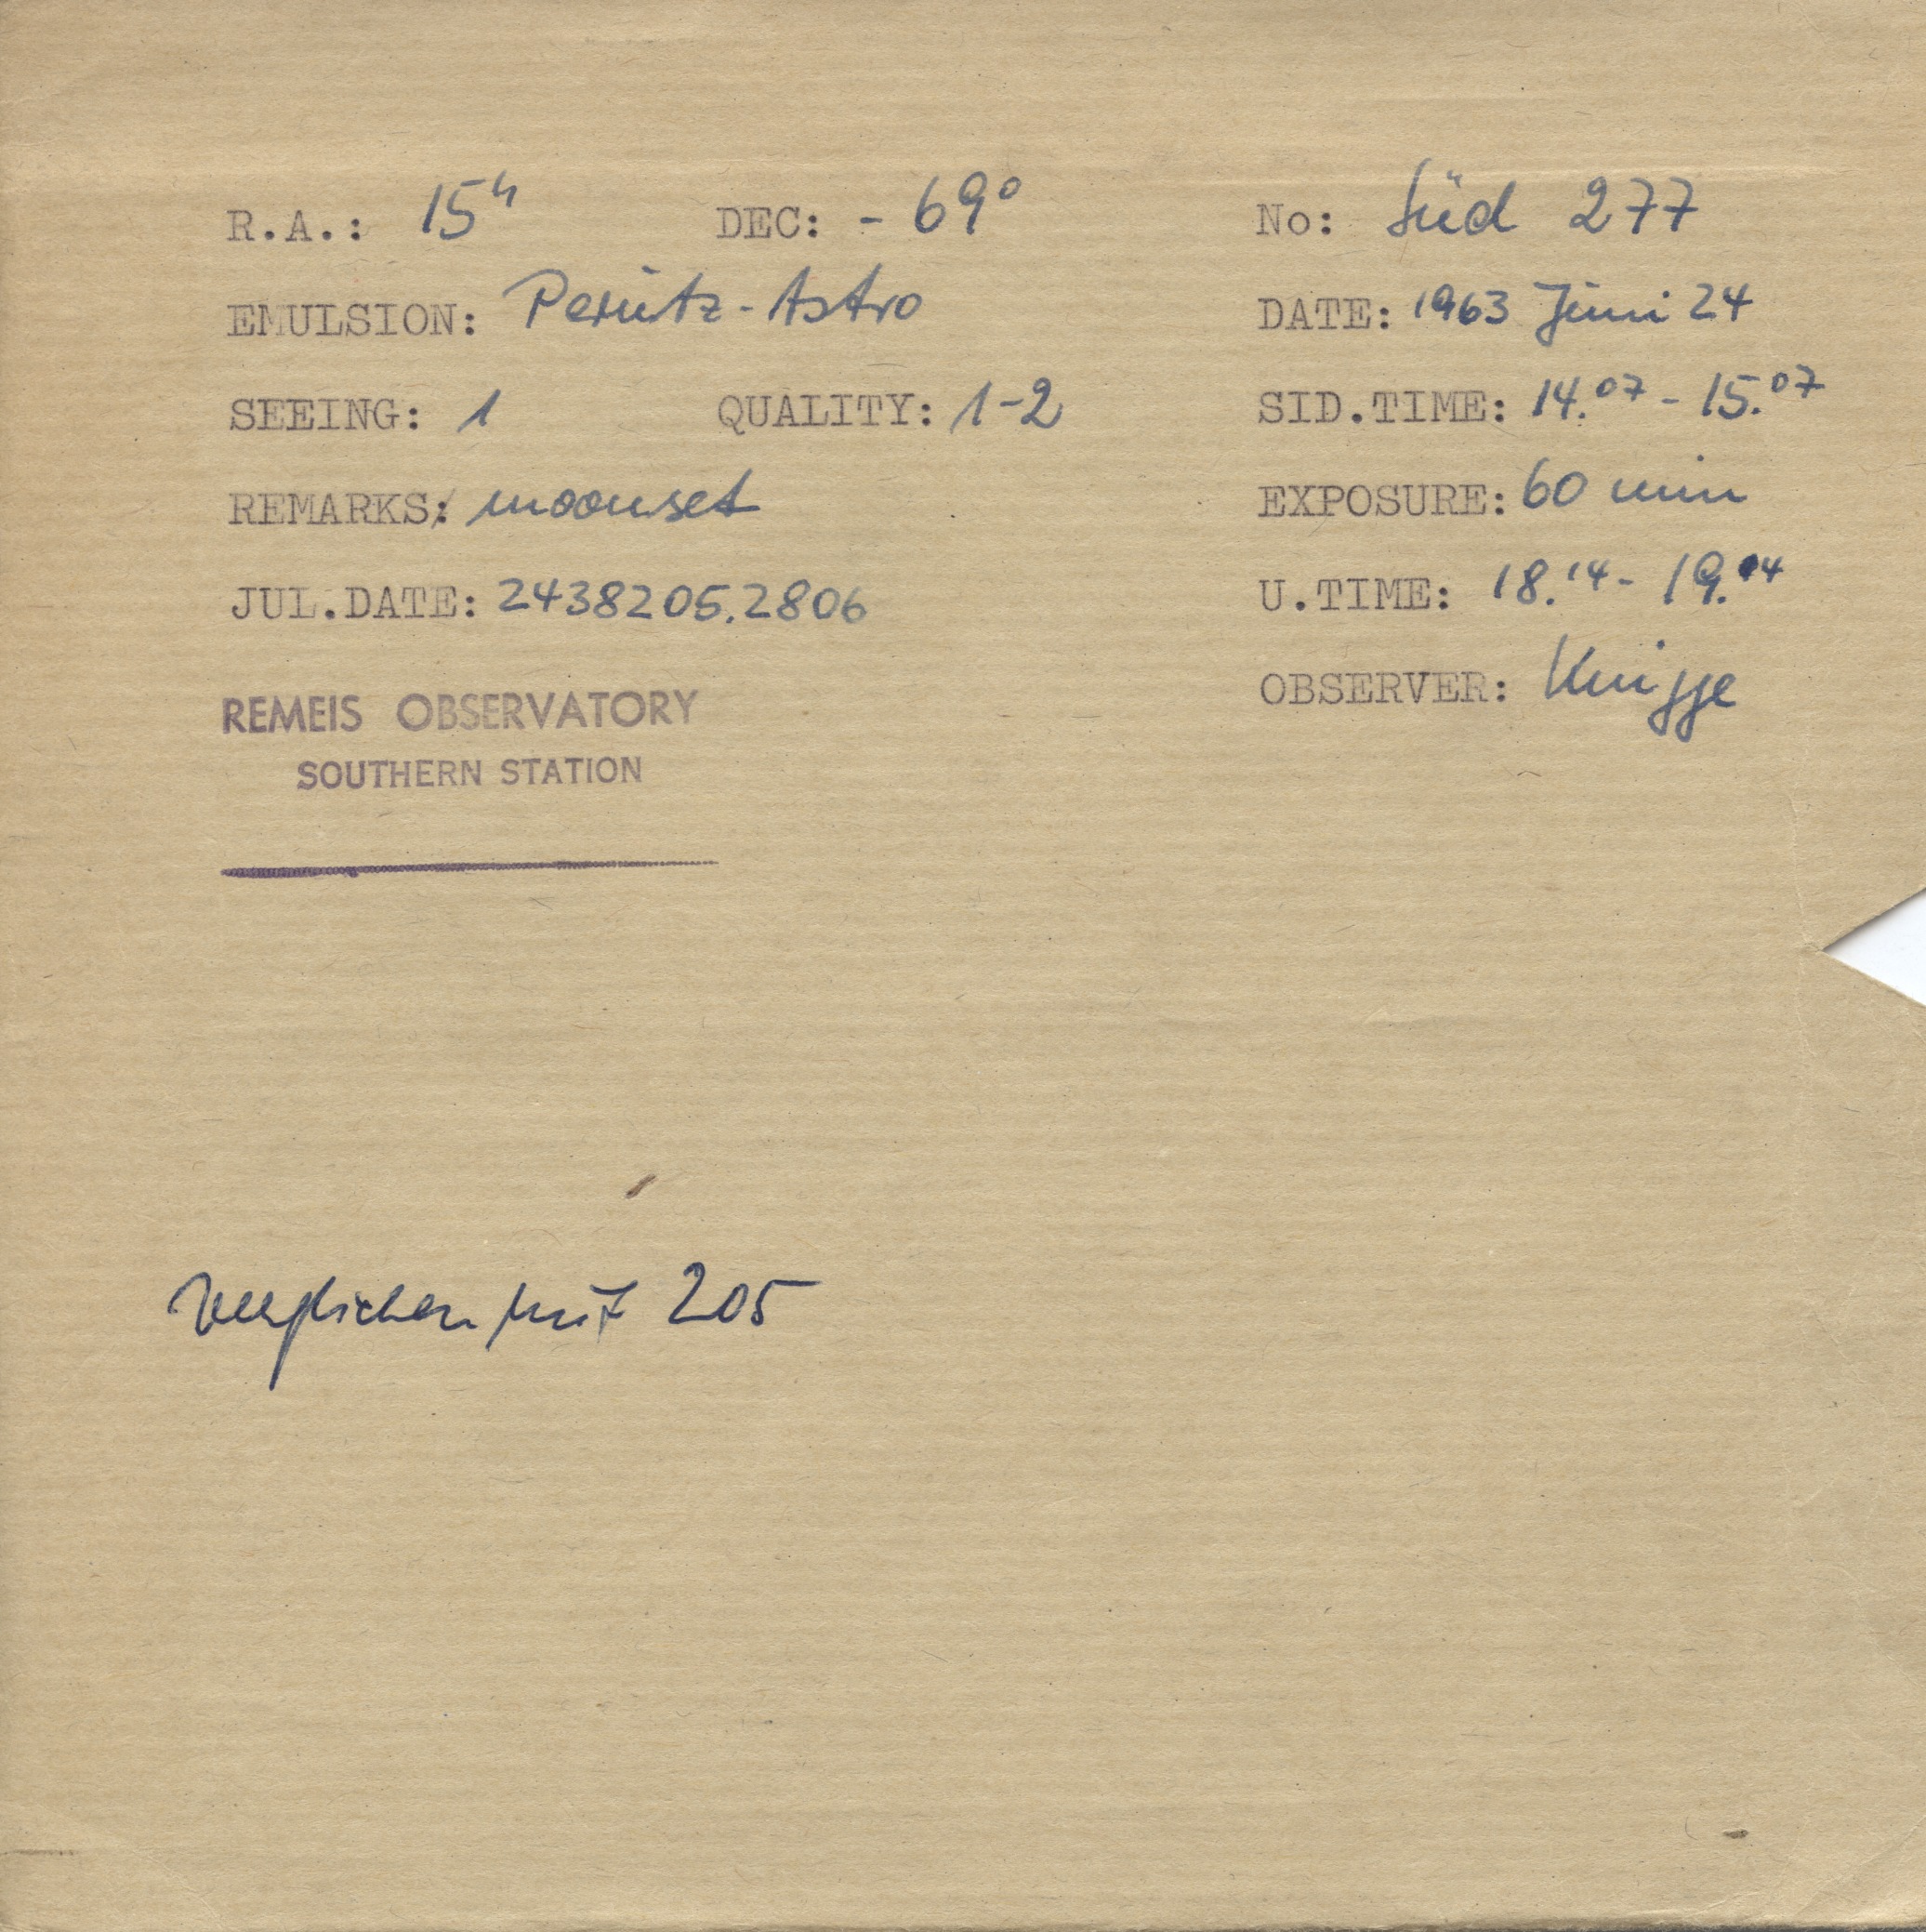 R.A.: 15h DEC: - 69° No: Süd 277
EMULSION: Perutz-Astro DATE: 1963 Juni 24
SEEING: 1 QUALITY: 1-2 SID.TIME: 14.07 - 15.07
REMARKS: moonset EXPOSURE: 60 min
JUL.DATE: 2438205.2806 U.TIME: 18.14 - 19.14
REMEIS OBSERVATORY OBSERVER: Knigge
SOUTHERN STATION
verglichen mit 205